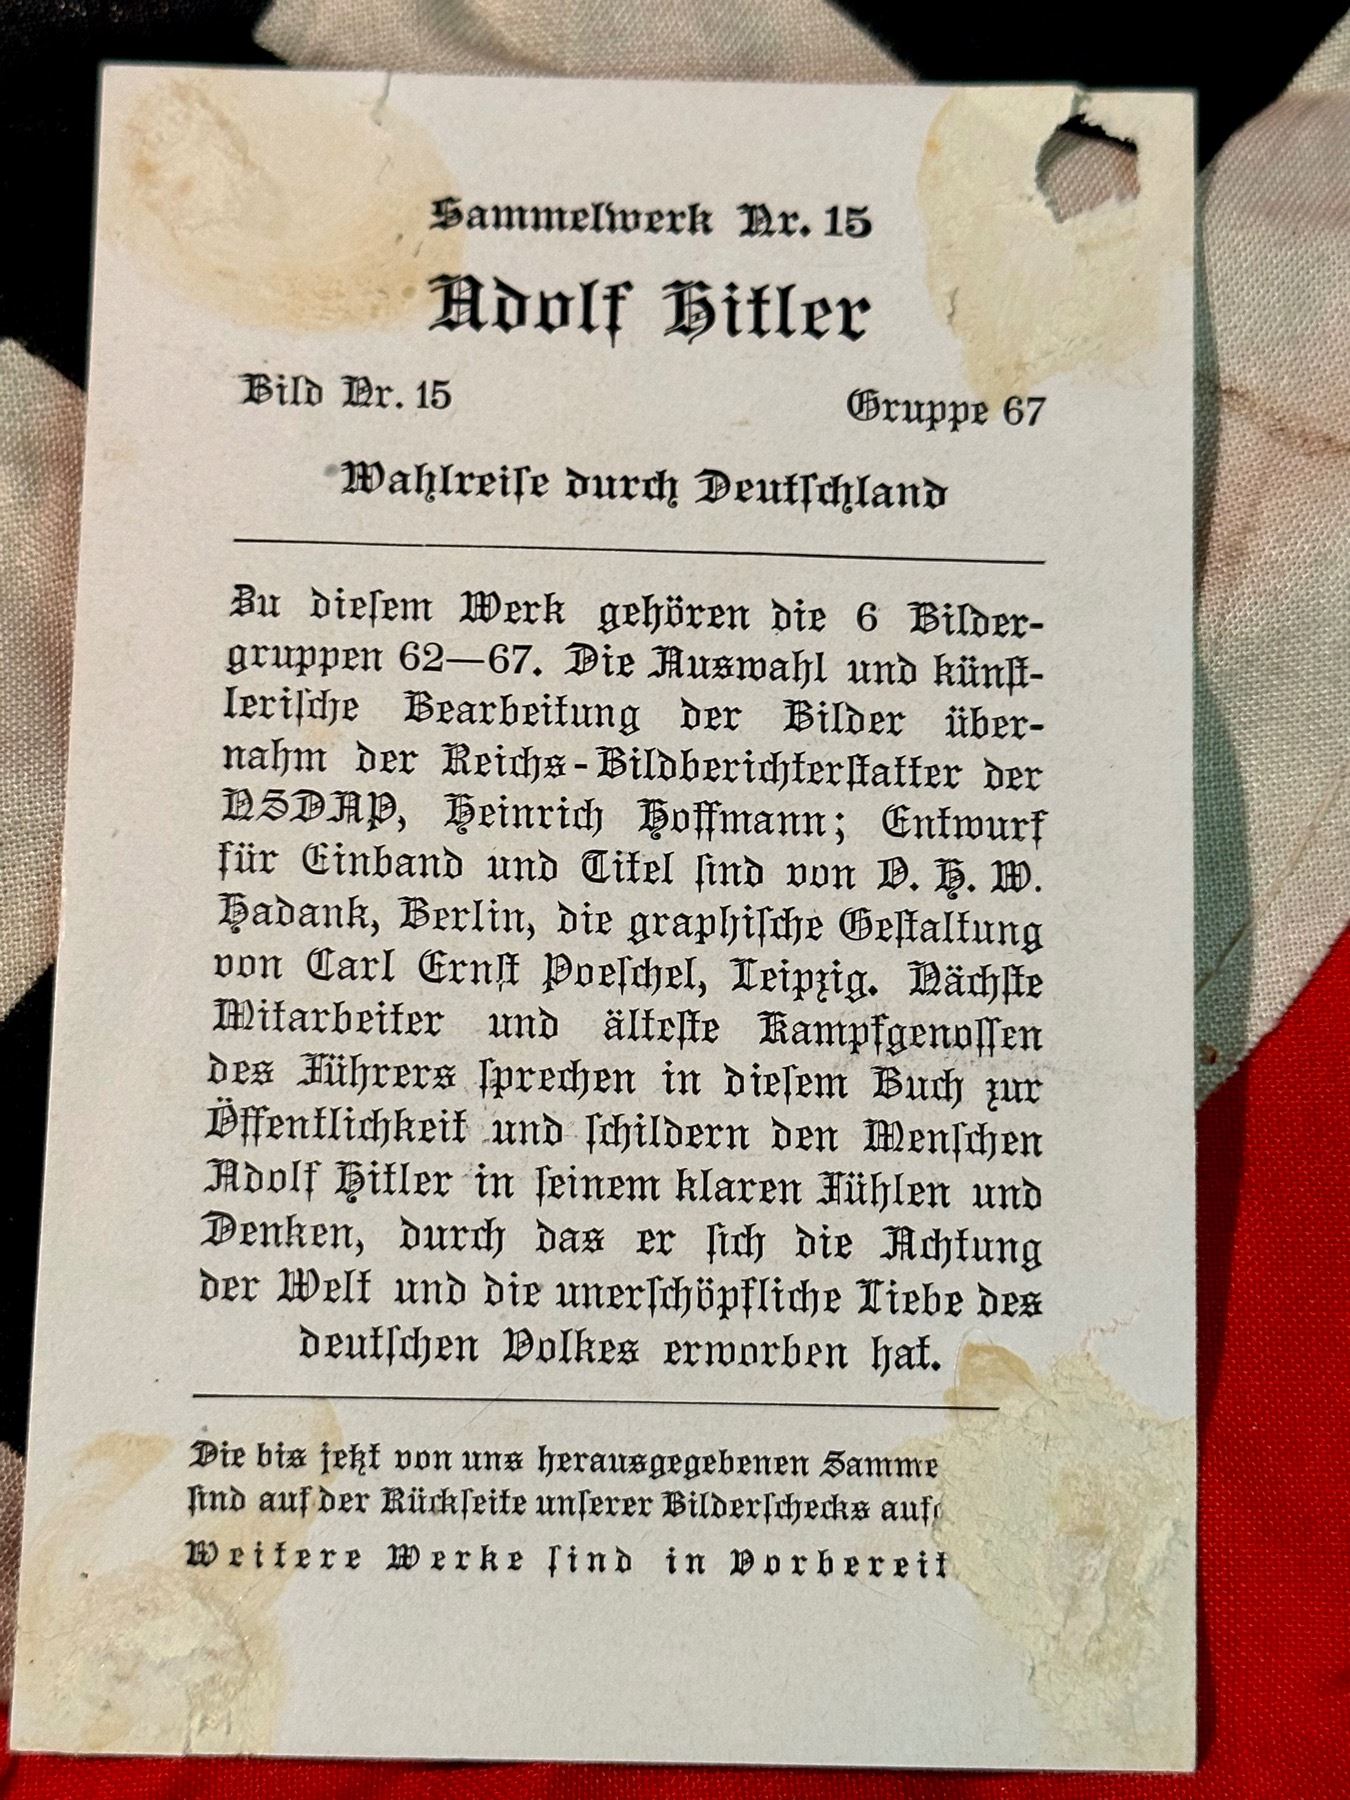 Sammelwerk Nr. 15
Adolf Hitler
Bild Nr. 15 Gruppe 67
Wahlreiſe durch Deutſchland
Zu dieſem Werk gehören die 6 Bilder-
gruppen 62—67. Die Auswahl und künſt-
leriſche Bearbeitung der Bilder über-
nahm der Reichs-Bildberichterſtatter der
NSDAP, Heinrich Hoffmann; Entwurf
für Einband und Titel ſind von O. H. W.
Hadank, Berlin, die graphiſche Geſtaltung
von Carl Ernſt Poeſchel, Leipzig. Nächſte
Mitarbeiter und älteſte Kampfgenoſſen
des Führers ſprechen in dieſem Buch zur
Öffentlichkeit und ſchildern den Menſchen
Adolf Hitler in ſeinem klaren Fühlen und
Denken, durch das er ſich die Achtung
der Welt und die unerſchöpfliche Liebe des
deutſchen Volkes erworben hat.
Die bis jetzt von uns herausgegebenen Samme
ſind auf der Rückſeite unſerer Bilderſchecks auf
Weitere Werke ſind in Vorbereit